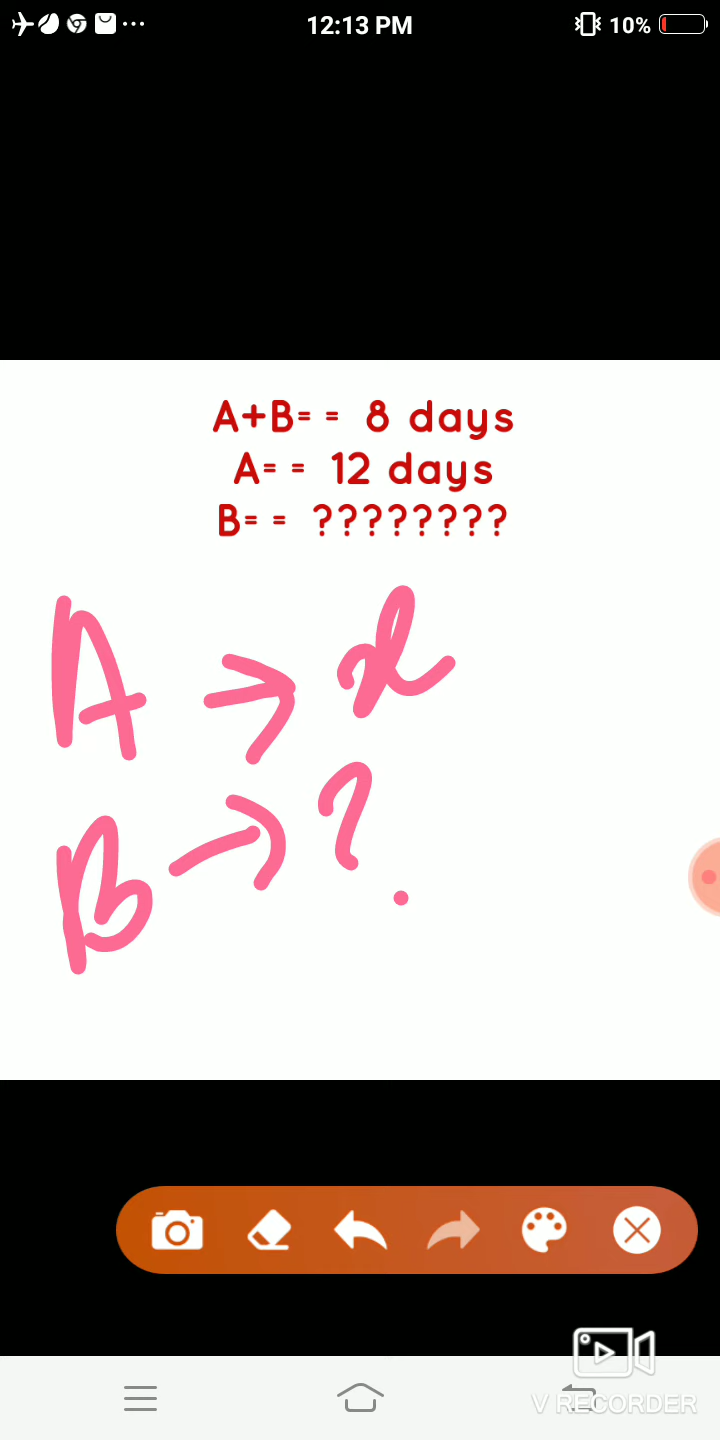 12:13 PM
10%
A+B= = 8 days
A= = 12 days
B= = ????????
A → x
B → ?
V RECORDER